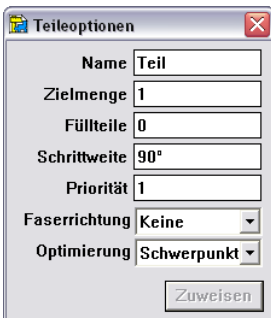 Teileoptionen
Name Teil
Zielmenge 1
Füllteile 0
Schrittweite 90°
Priorität 1
Faserrichtung Keine
Optimierung Schwerpunkt
Zuweisen